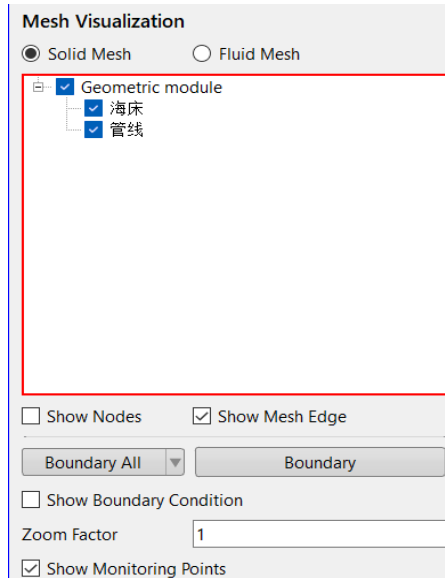 Mesh Visualization
Solid Mesh Fluid Mesh
Geometric module
海床
管线
Show Nodes Show Mesh Edge
Boundary All Boundary
Show Boundary Condition
Zoom Factor 1
Show Monitoring Points